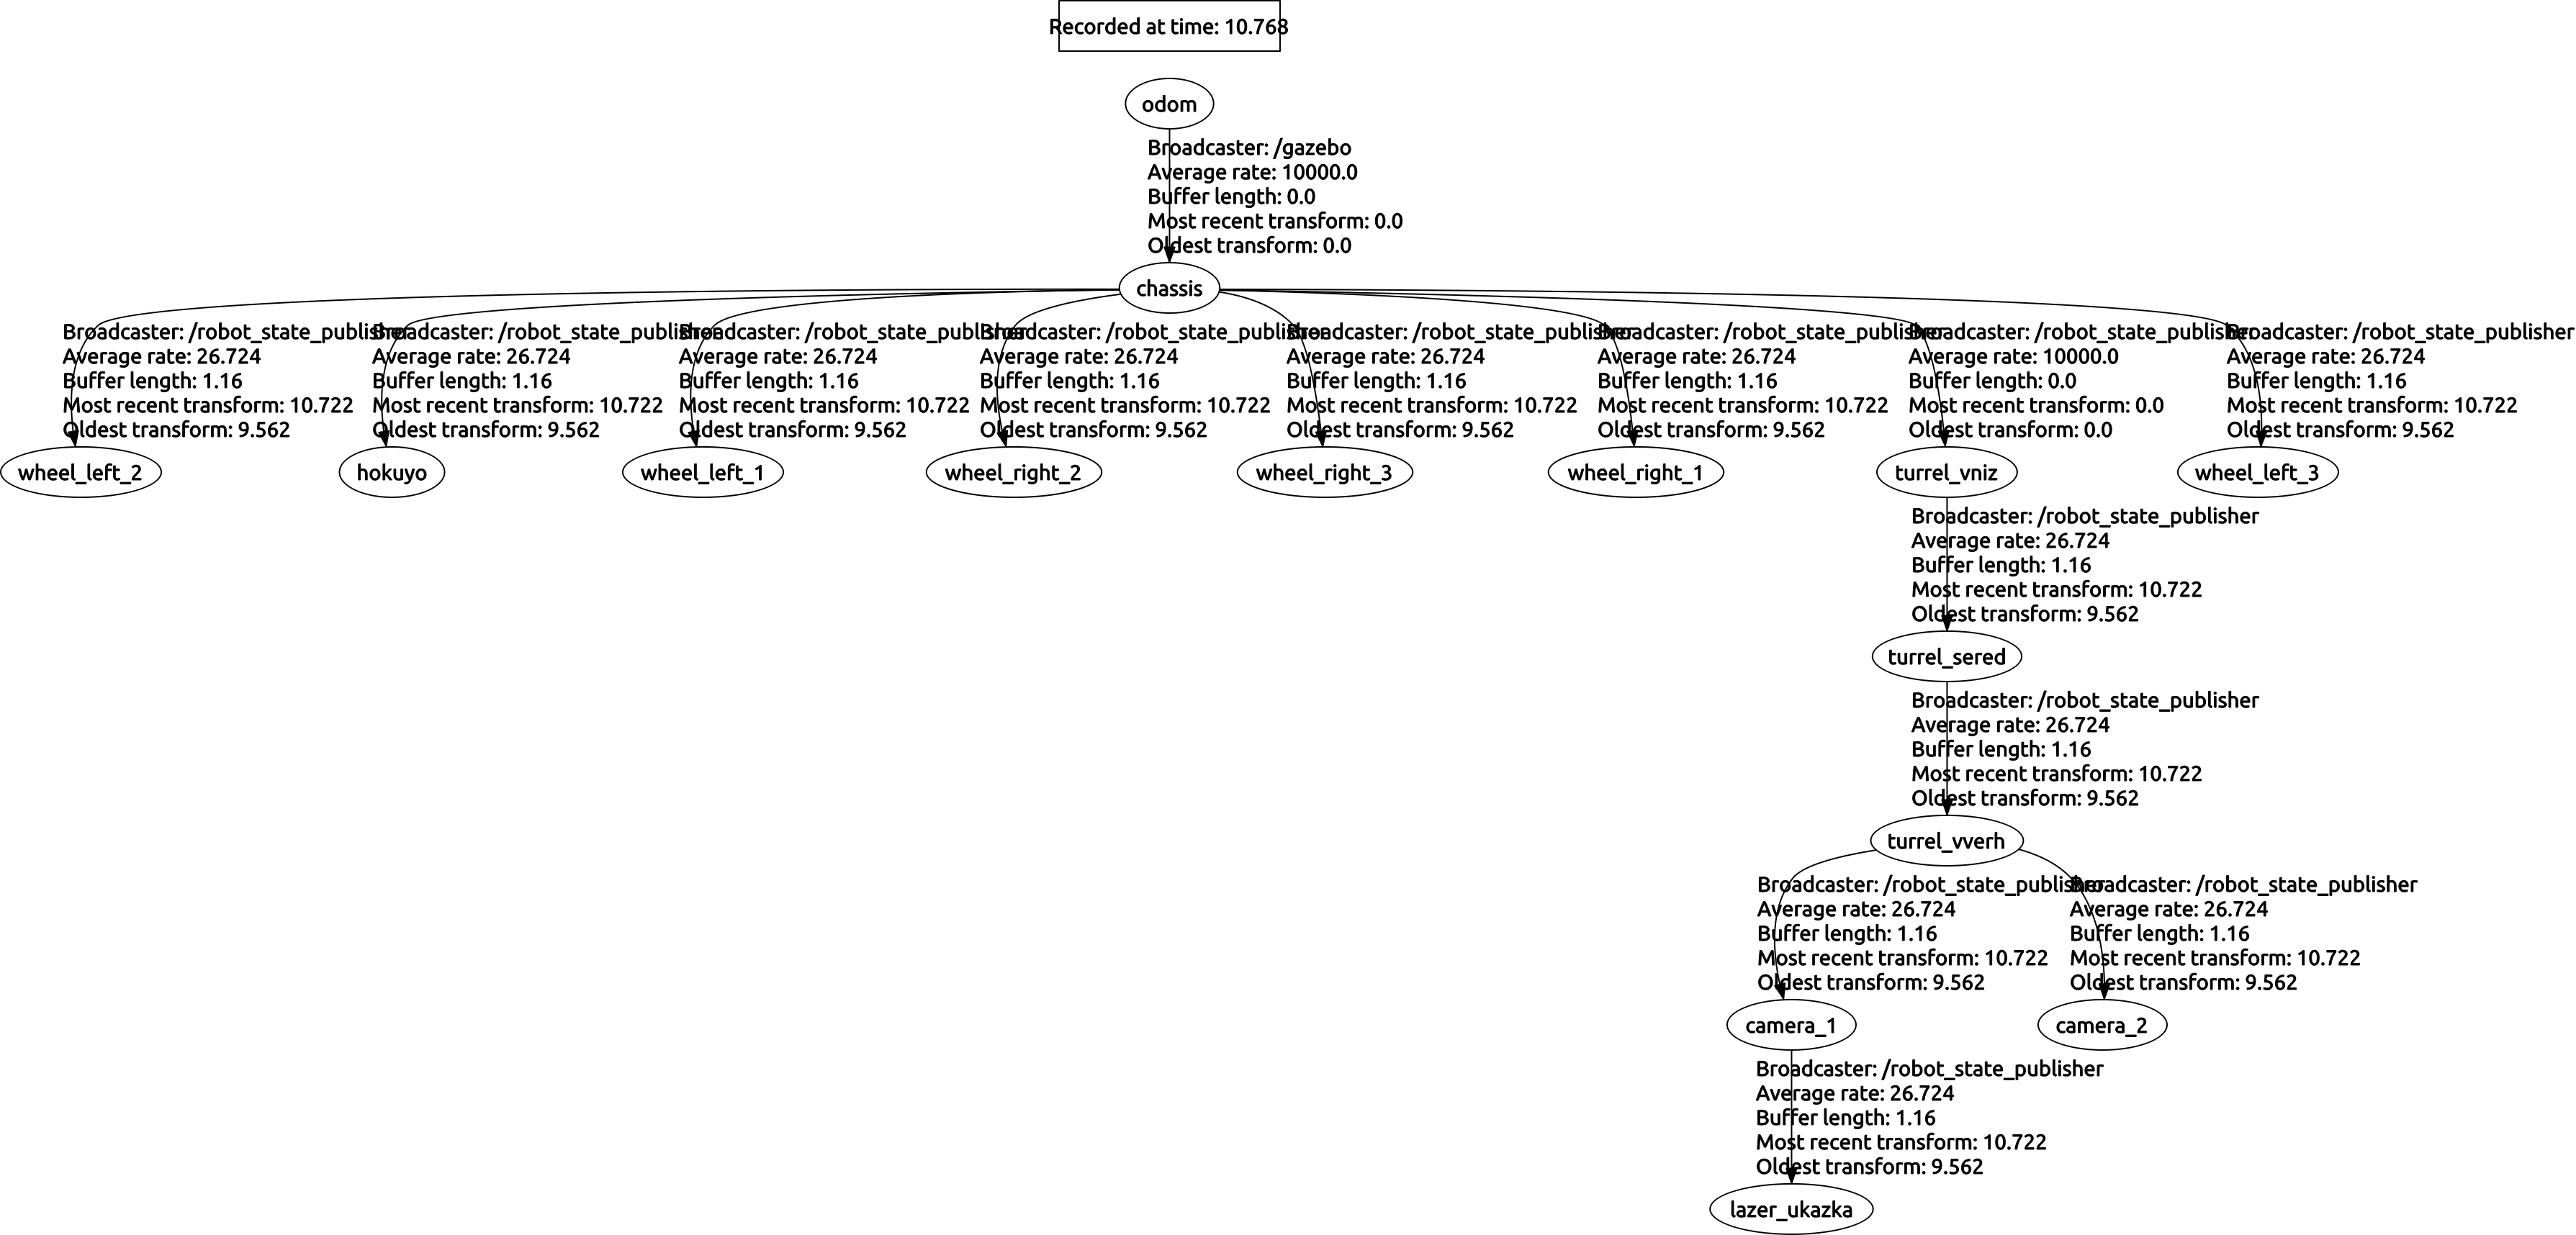 Recorded at time: 10.768
odom
Broadcaster: /gazebo
Average rate: 10000.0
Buffer length: 0.0
Most recent transform: 0.0
Oldest transform: 0.0
chassis
Broadcaster: /robot_state_publisher
Average rate: 26.724
Buffer length: 1.16
Most recent transform: 10.722
Oldest transform: 9.562
wheel_left_2
Broadcaster: /robot_state_publisher
Average rate: 26.724
Buffer length: 1.16
Most recent transform: 10.722
Oldest transform: 9.562
hokuyo
Broadcaster: /robot_state_publisher
Average rate: 26.724
Buffer length: 1.16
Most recent transform: 10.722
Oldest transform: 9.562
wheel_left_1
Broadcaster: /robot_state_publisher
Average rate: 26.724
Buffer length: 1.16
Most recent transform: 10.722
Oldest transform: 9.562
wheel_right_2
Broadcaster: /robot_state_publisher
Average rate: 26.724
Buffer length: 1.16
Most recent transform: 10.722
Oldest transform: 9.562
wheel_right_3
Broadcaster: /robot_state_publisher
Average rate: 26.724
Buffer length: 1.16
Most recent transform: 10.722
Oldest transform: 9.562
wheel_right_1
Broadcaster: /robot_state_publisher
Average rate: 10000.0
Buffer length: 0.0
Most recent transform: 0.0
Oldest transform: 0.0
turrel_vniz
Broadcaster: /robot_state_publisher
Average rate: 26.724
Buffer length: 1.16
Most recent transform: 10.722
Oldest transform: 9.562
wheel_left_3
Broadcaster: /robot_state_publisher
Average rate: 26.724
Buffer length: 1.16
Most recent transform: 10.722
Oldest transform: 9.562
turrel_sered
Broadcaster: /robot_state_publisher
Average rate: 26.724
Buffer length: 1.16
Most recent transform: 10.722
Oldest transform: 9.562
turrel_vverh
Broadcaster: /robot_state_publisher
Average rate: 26.724
Buffer length: 1.16
Most recent transform: 10.722
Oldest transform: 9.562
camera_1
Broadcaster: /robot_state_publisher
Average rate: 26.724
Buffer length: 1.16
Most recent transform: 10.722
Oldest transform: 9.562
camera_2
Broadcaster: /robot_state_publisher
Average rate: 26.724
Buffer length: 1.16
Most recent transform: 10.722
Oldest transform: 9.562
lazer_ukazka